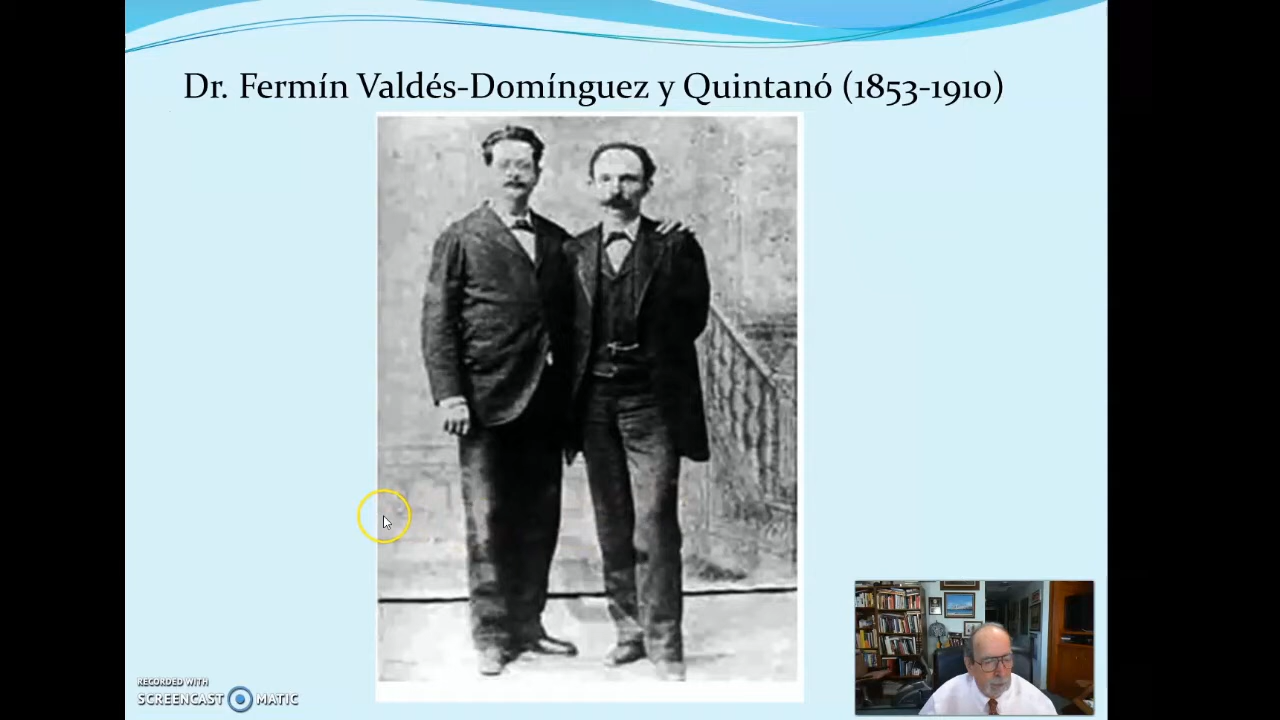 Dr. Fermín Valdés-Domínguez y Quintanó (1853-1910)
RECORDED WITH
SCREENCAST MATIC